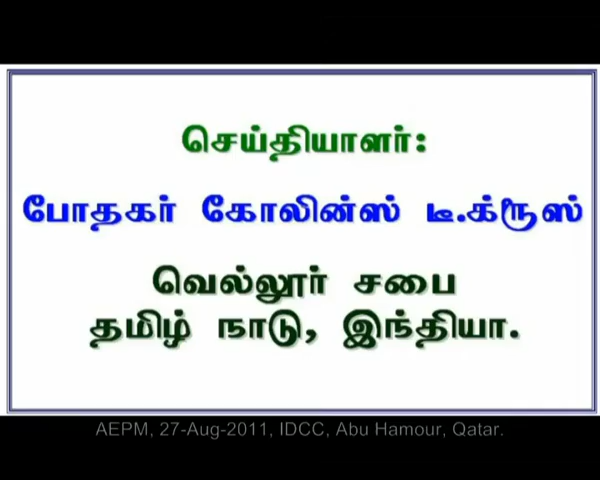 செய்தியாளர்:
போதகர் கோலின்ஸ் டீ.க்ரூஸ்
வெல்லூர் சபை
தமிழ் நாடு, இந்தியா.
AEPM, 27-Aug-2011, IDCC, Abu Hamour, Qatar.